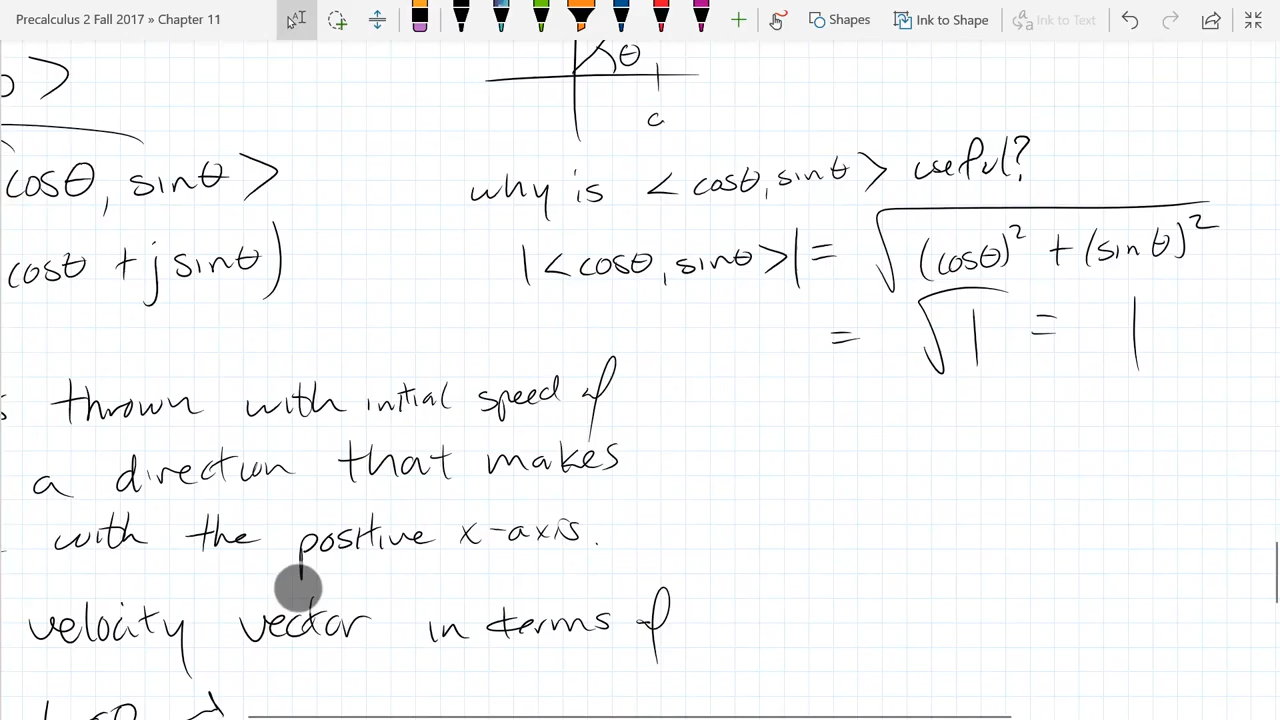 Precalculus 2 Fall 2017 » Chapter 11
Shapes
Ink to Shape
Ink to Text
>
θ
a
cosθ, sinθ >
why is < cosθ, sinθ > useful?
cosθ + j sinθ)
|< cosθ, sinθ >| = √(cosθ)² + (sinθ)²
= √1 = 1
s thrown with initial speed of
a direction that makes
with the positive x-axis.
velocity vector in terms of